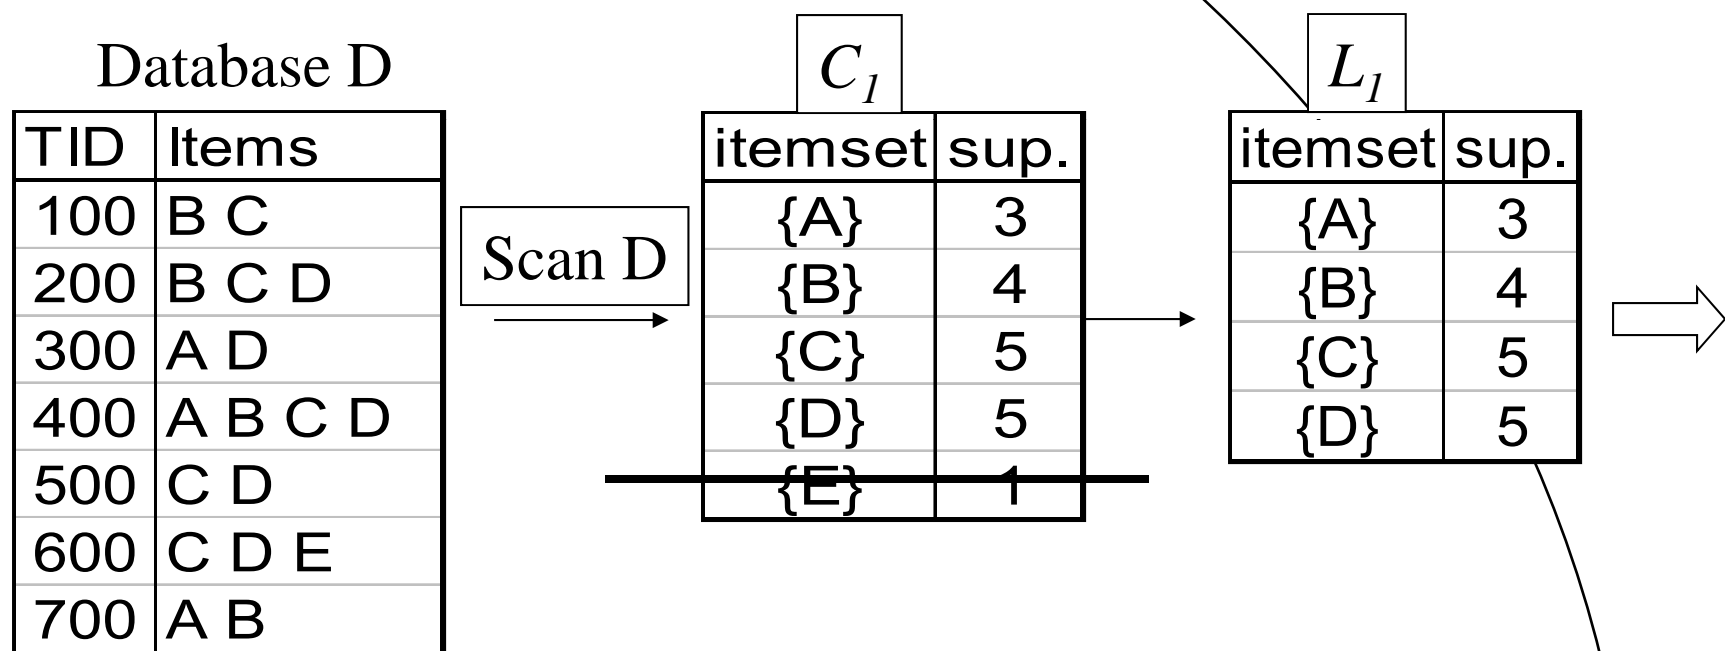 Database D
TID Items
100 B C
200 B C D
300 A D
400 A B C D
500 C D
600 C D E
700 A B
Scan D
C1
itemset sup.
{A} 3
{B} 4
{C} 5
{D} 5
{E} 1
L1
itemset sup.
{A} 3
{B} 4
{C} 5
{D} 5